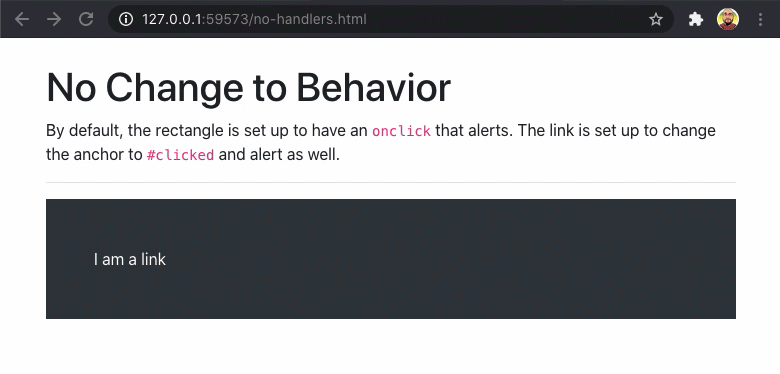 127.0.0.1:59573/no-handlers.html
No Change to Behavior
By default, the rectangle is set up to have an onclick that alerts. The link is set up to change
the anchor to #clicked and alert as well.
I am a link